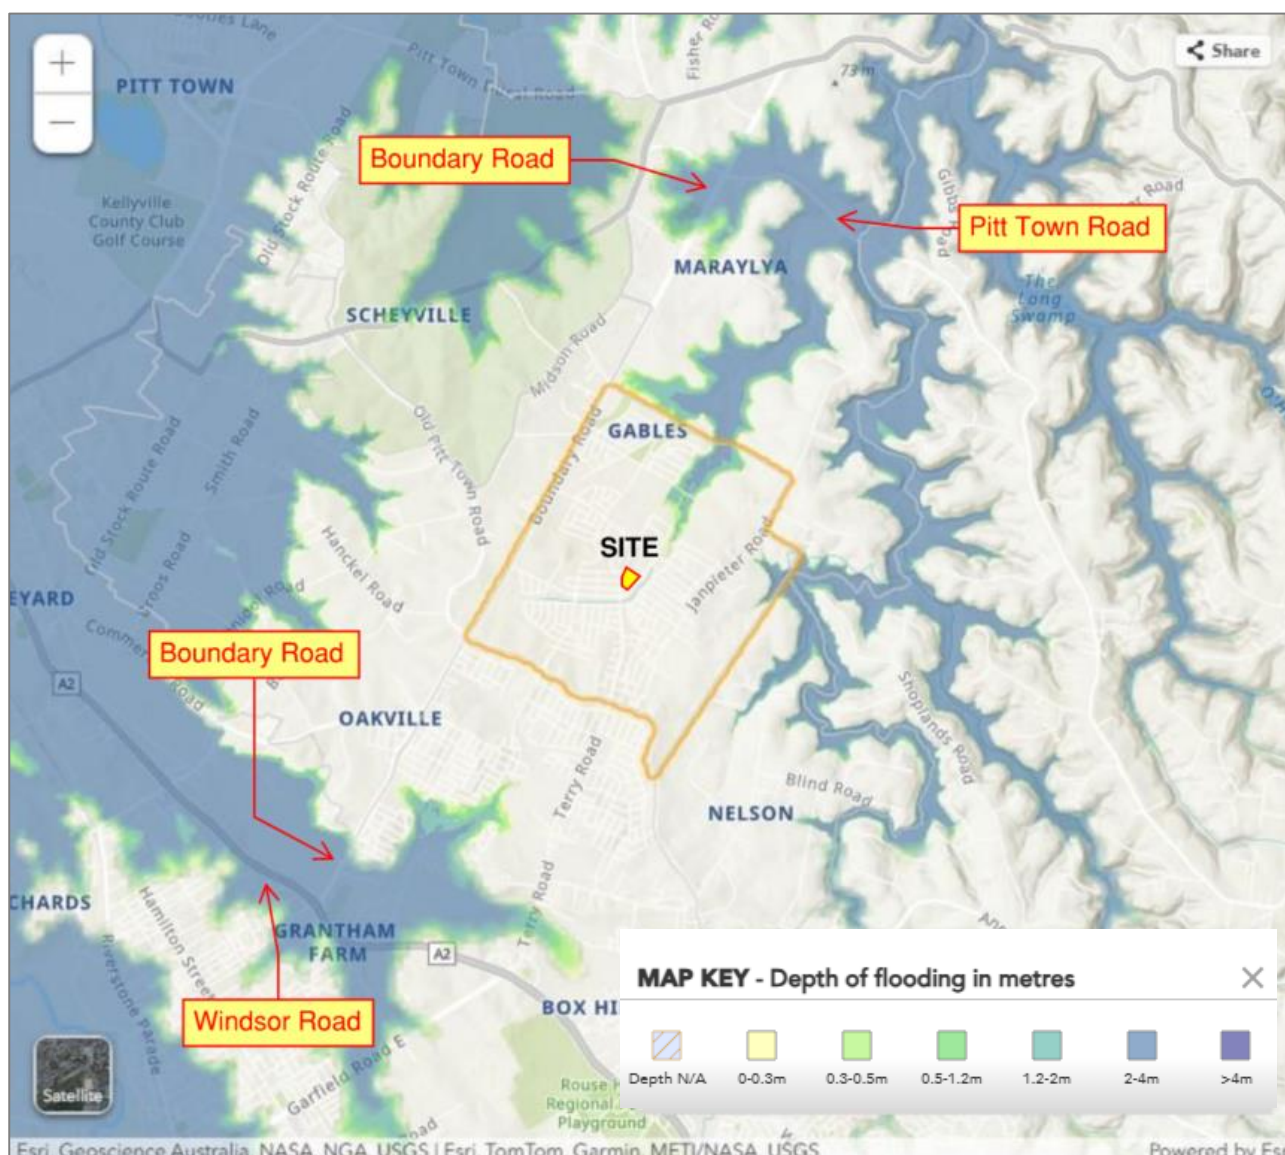 Share
+
−
PITT TOWN
Pitt Town Dural Road
Fisher Ro
73 m
Old Stock Route Road
Boundary Road
Kellyville
County Club
Golf Course
Pitt Town Road
MARAYLYA
The
Long
Swamp
SCHEYVILLE
Midson Road
Old Pitt Town Road
Boundary Road
GABLES
Smith Road
Old Stock Route Road
SITE
Hanckel Road
Janpieter Road
EYARD
Boundary Road
A2
OAKVILLE
Shoplands Road
Terry Road
Blind Road
NELSON
CHARDS
Hamilton Street
GRANTHAM
FARM
Terry Road
A2
Riverstone Parade
Windsor Road
BOX HI
Garfield Road E
Satellite
Regional
Playground
MAP KEY - Depth of flooding in metres
Depth N/A
0-0.3m
0.3-0.5m
0.5-1.2m
1.2-2m
2-4m
>4m
Esri, Geoscience Australia, NASA, NGA, USGS | Esri, TomTom, Garmin, METI/NASA, USGS
Powered by Esri